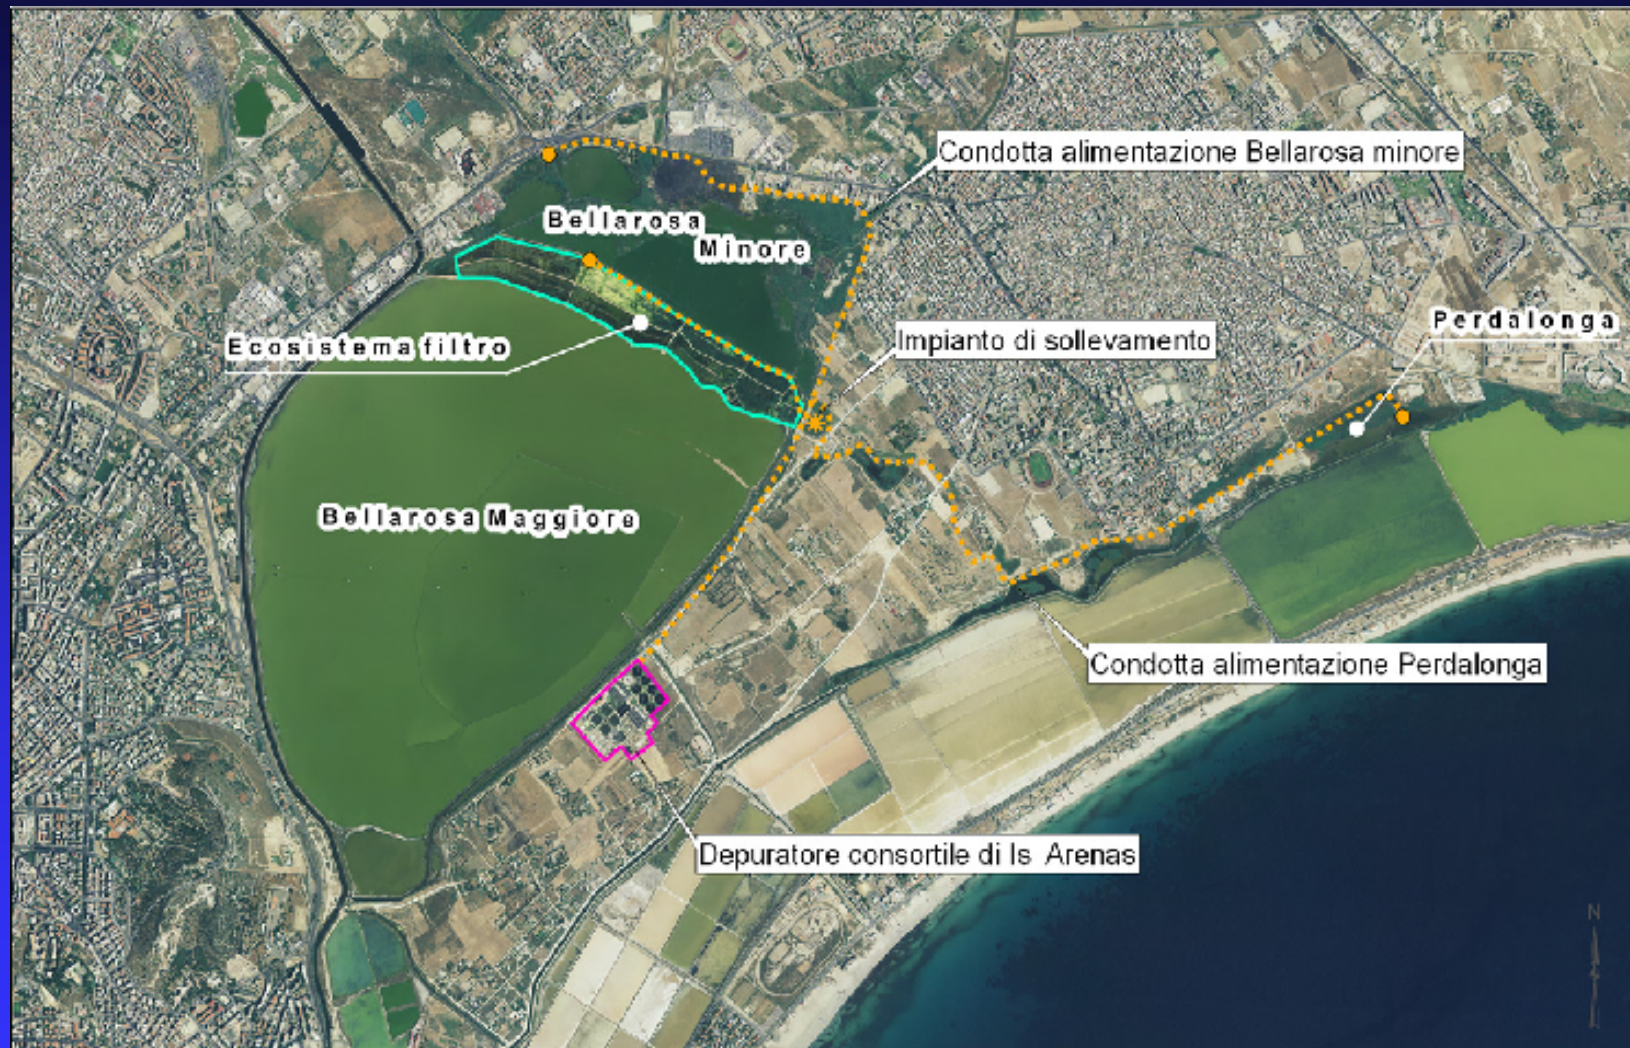 Condotta alimentazione Bellarosa minore
Bellarosa
Minore
Perdalonga
Impianto di sollevamento
Ecosistema filtro
Bellarosa Maggiore
Condotta alimentazione Perdalonga
Depuratore consortile di Is Arenas
N